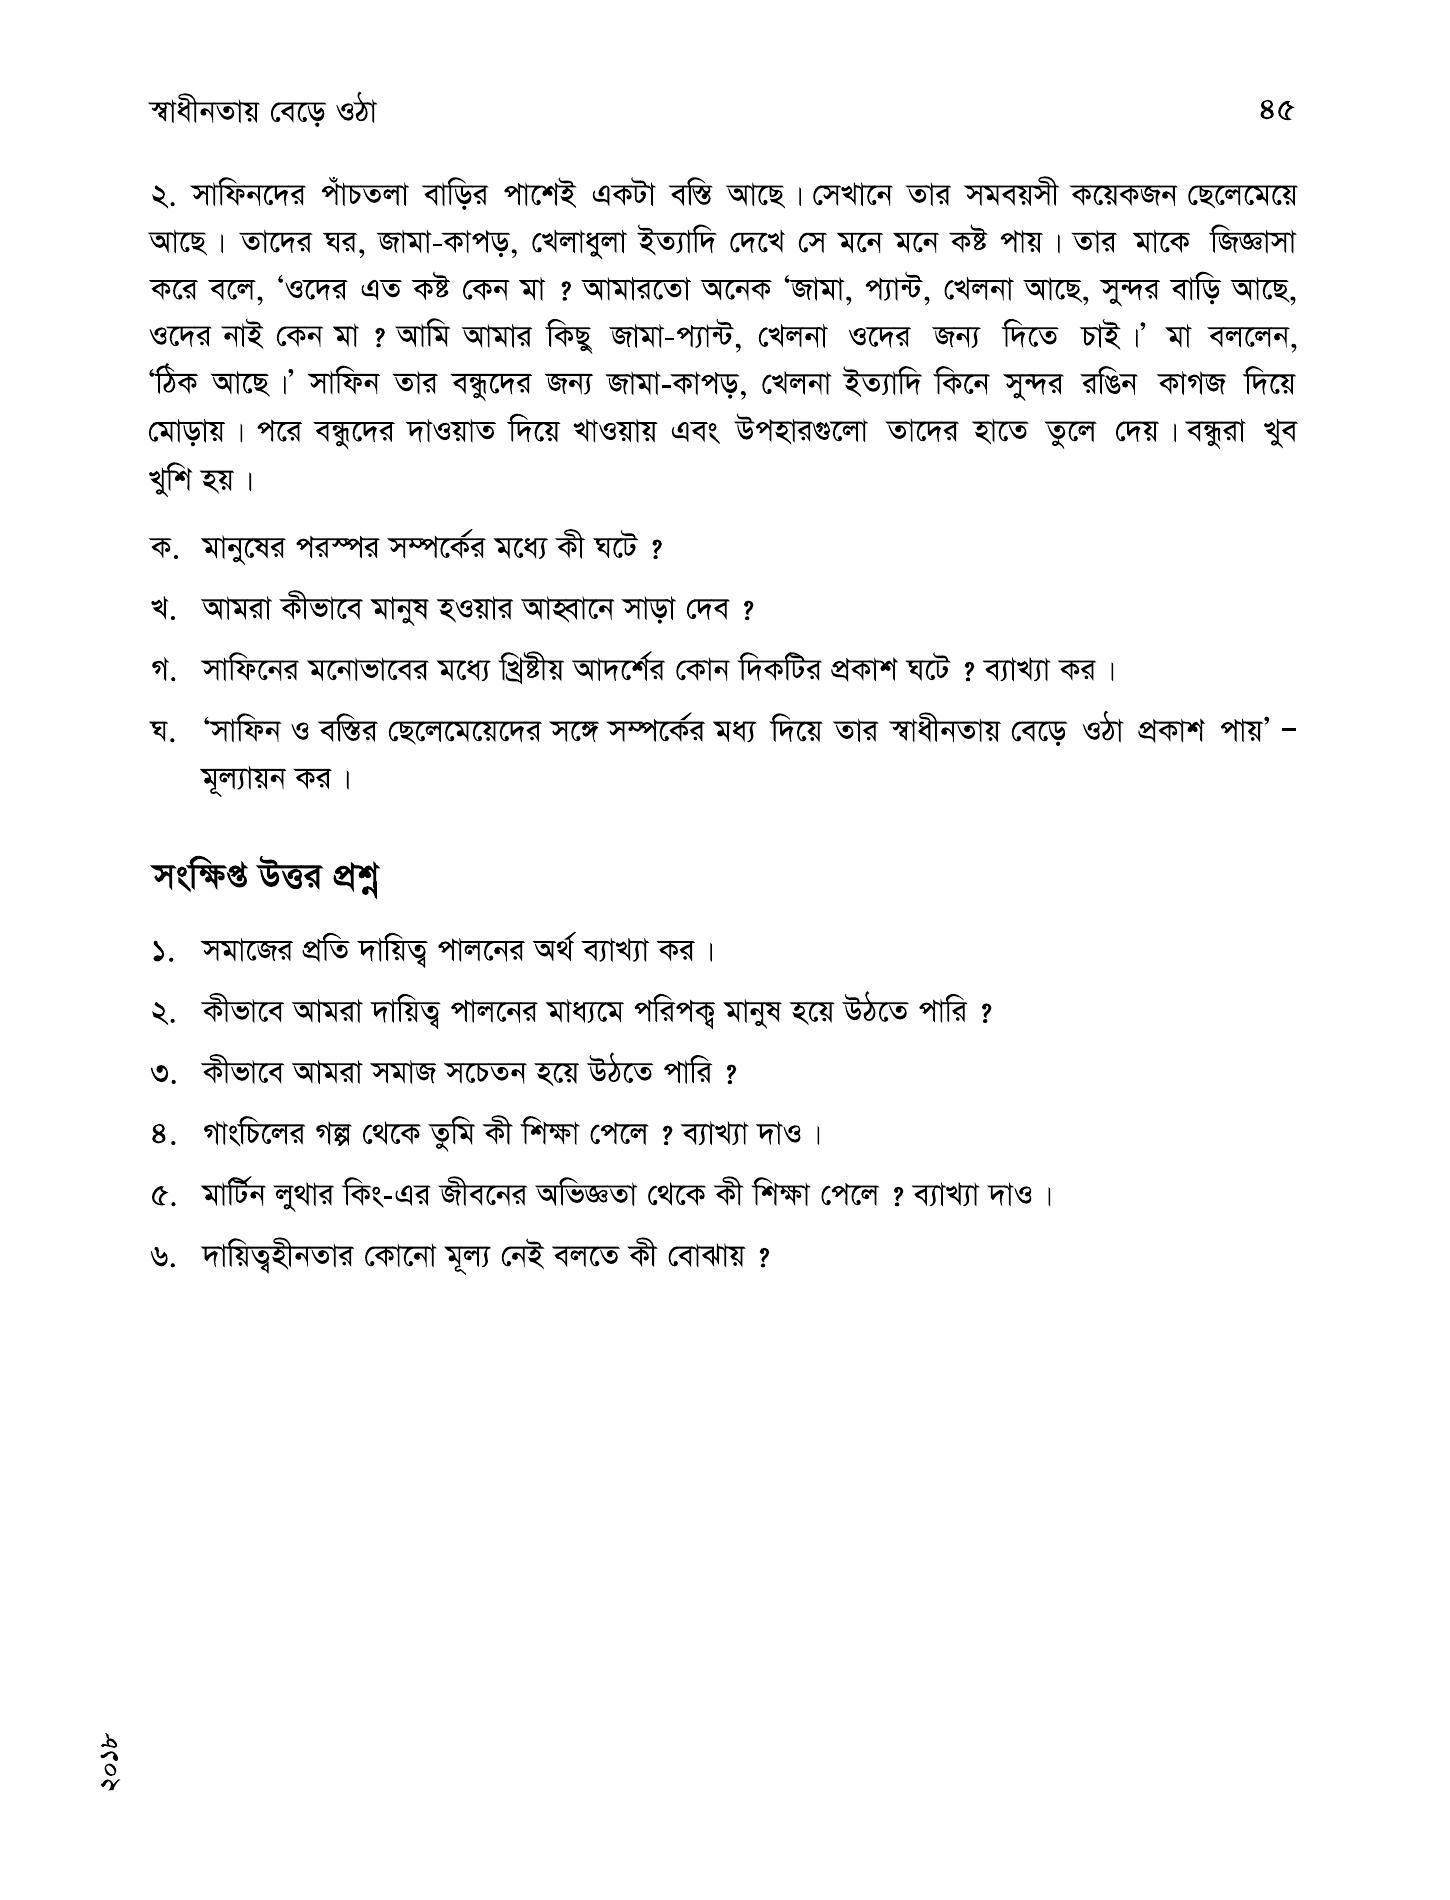 স্বাধীনতায় বেড়ে ওঠা ৪৫
২. সাফিনদের পাঁচতলা বাড়ির পাশেই একটা বস্তি আছে। সেখানে তার সমবয়সী কয়েকজন ছেলেমেয়ে
আছে। তাদের ঘর, জামা-কাপড়, খেলাধুলা ইত্যাদি দেখে সে মনে মনে কষ্ট পায়। তার মাকে জিজ্ঞাসা
করে বলে, ‘ওদের এত কষ্ট কেন মা ? আমারতো অনেক ‘জামা, প্যান্ট, খেলনা আছে, সুন্দর বাড়ি আছে,
ওদের নাই কেন মা ? আমি আমার কিছু জামা-প্যান্ট, খেলনা ওদের জন্য দিতে চাই।’ মা বললেন,
‘ঠিক আছে।’ সাফিন তার বন্ধুদের জন্য জামা-কাপড়, খেলনা ইত্যাদি কিনে সুন্দর রঙিন কাগজ দিয়ে
মোড়ায়। পরে বন্ধুদের দাওয়াত দিয়ে খাওয়ায় এবং উপহারগুলো তাদের হাতে তুলে দেয়। বন্ধুরা খুব
খুশি হয়।
ক. মানুষের পরস্পর সম্পর্কের মধ্যে কী ঘটে ?
খ. আমরা কীভাবে মানুষ হওয়ার আহ্বানে সাড়া দেব ?
গ. সাফিনের মনোভাবের মধ্যে খ্রিষ্টীয় আদর্শের কোন দিকটির প্রকাশ ঘটে ? ব্যাখ্যা কর।
ঘ. ‘সাফিন ও বস্তির ছেলেমেয়েদের সঙ্গে সম্পর্কের মধ্য দিয়ে তার স্বাধীনতায় বেড়ে ওঠা প্রকাশ পায়’ –
মূল্যায়ন কর।
সংক্ষিপ্ত উত্তর প্রশ্ন
১. সমাজের প্রতি দায়িত্ব পালনের অর্থ ব্যাখ্যা কর।
২. কীভাবে আমরা দায়িত্ব পালনের মাধ্যমে পরিপক্ব মানুষ হয়ে উঠতে পারি ?
৩. কীভাবে আমরা সমাজ সচেতন হয়ে উঠতে পারি ?
৪. গাংচিলের গল্প থেকে তুমি কী শিক্ষা পেলে ? ব্যাখ্যা দাও।
৫. মার্টিন লুথার কিং-এর জীবনের অভিজ্ঞতা থেকে কী শিক্ষা পেলে ? ব্যাখ্যা দাও।
৬. দায়িত্বহীনতার কোনো মূল্য নেই বলতে কী বোঝায় ?
২০১৮